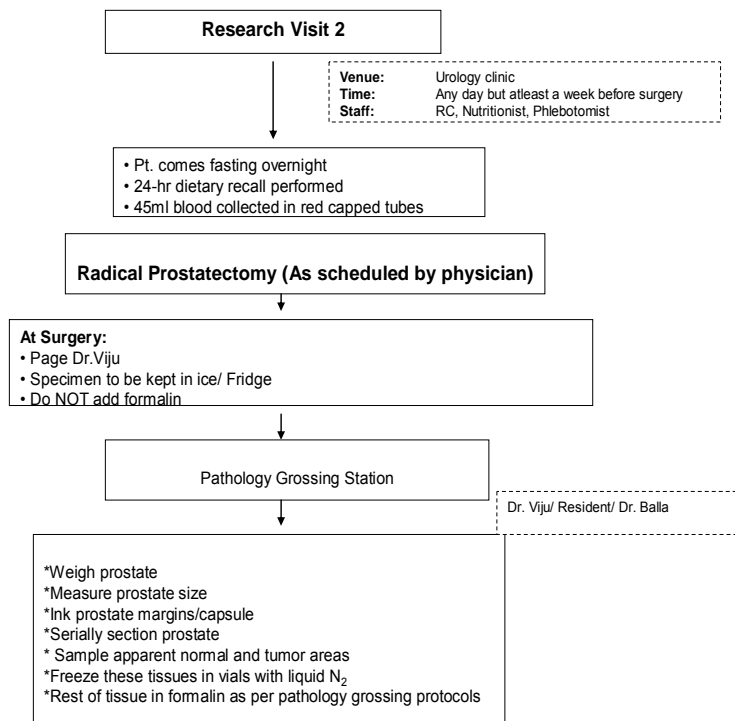 Research Visit 2
Venue: Urology clinic
Time: Any day but atleast a week before surgery
Staff: RC, Nutritionist, Phlebotomist
• Pt. comes fasting overnight
• 24-hr dietary recall performed
• 45ml blood collected in red capped tubes
Radical Prostatectomy (As scheduled by physician)
At Surgery:
• Page Dr.Viju
• Specimen to be kept in ice/ Fridge
• Do NOT add formalin
Pathology Grossing Station
Dr. Viju/ Resident/ Dr. Balla
*Weigh prostate
*Measure prostate size
*Ink prostate margins/capsule
*Serially section prostate
* Sample apparent normal and tumor areas
*Freeze these tissues in vials with liquid N₂
*Rest of tissue in formalin as per pathology grossing protocols